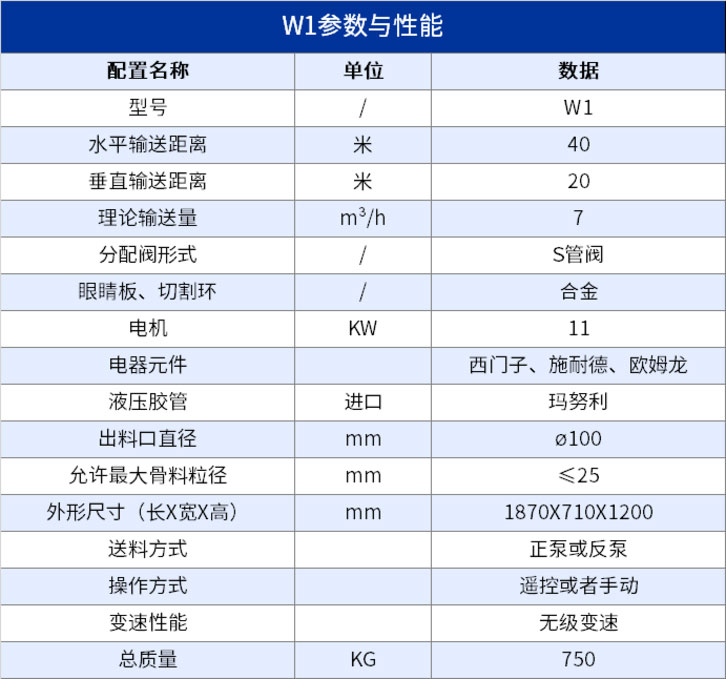 W1参数与性能
配置名称 单位 数据
型号 / W1
水平输送距离 米 40
垂直输送距离 米 20
理论输送量 m³/h 7
分配阀形式 / S管阀
眼睛板、切割环 / 合金
电机 KW 11
电器元件 西门子、施耐德、欧姆龙
液压胶管 进口 玛努利
出料口直径 mm ø100
允许最大骨料粒径 mm ≤25
外形尺寸（长X宽X高） mm 1870X710X1200
送料方式 正泵或反泵
操作方式 遥控或者手动
变速性能 无级变速
总质量 KG 750